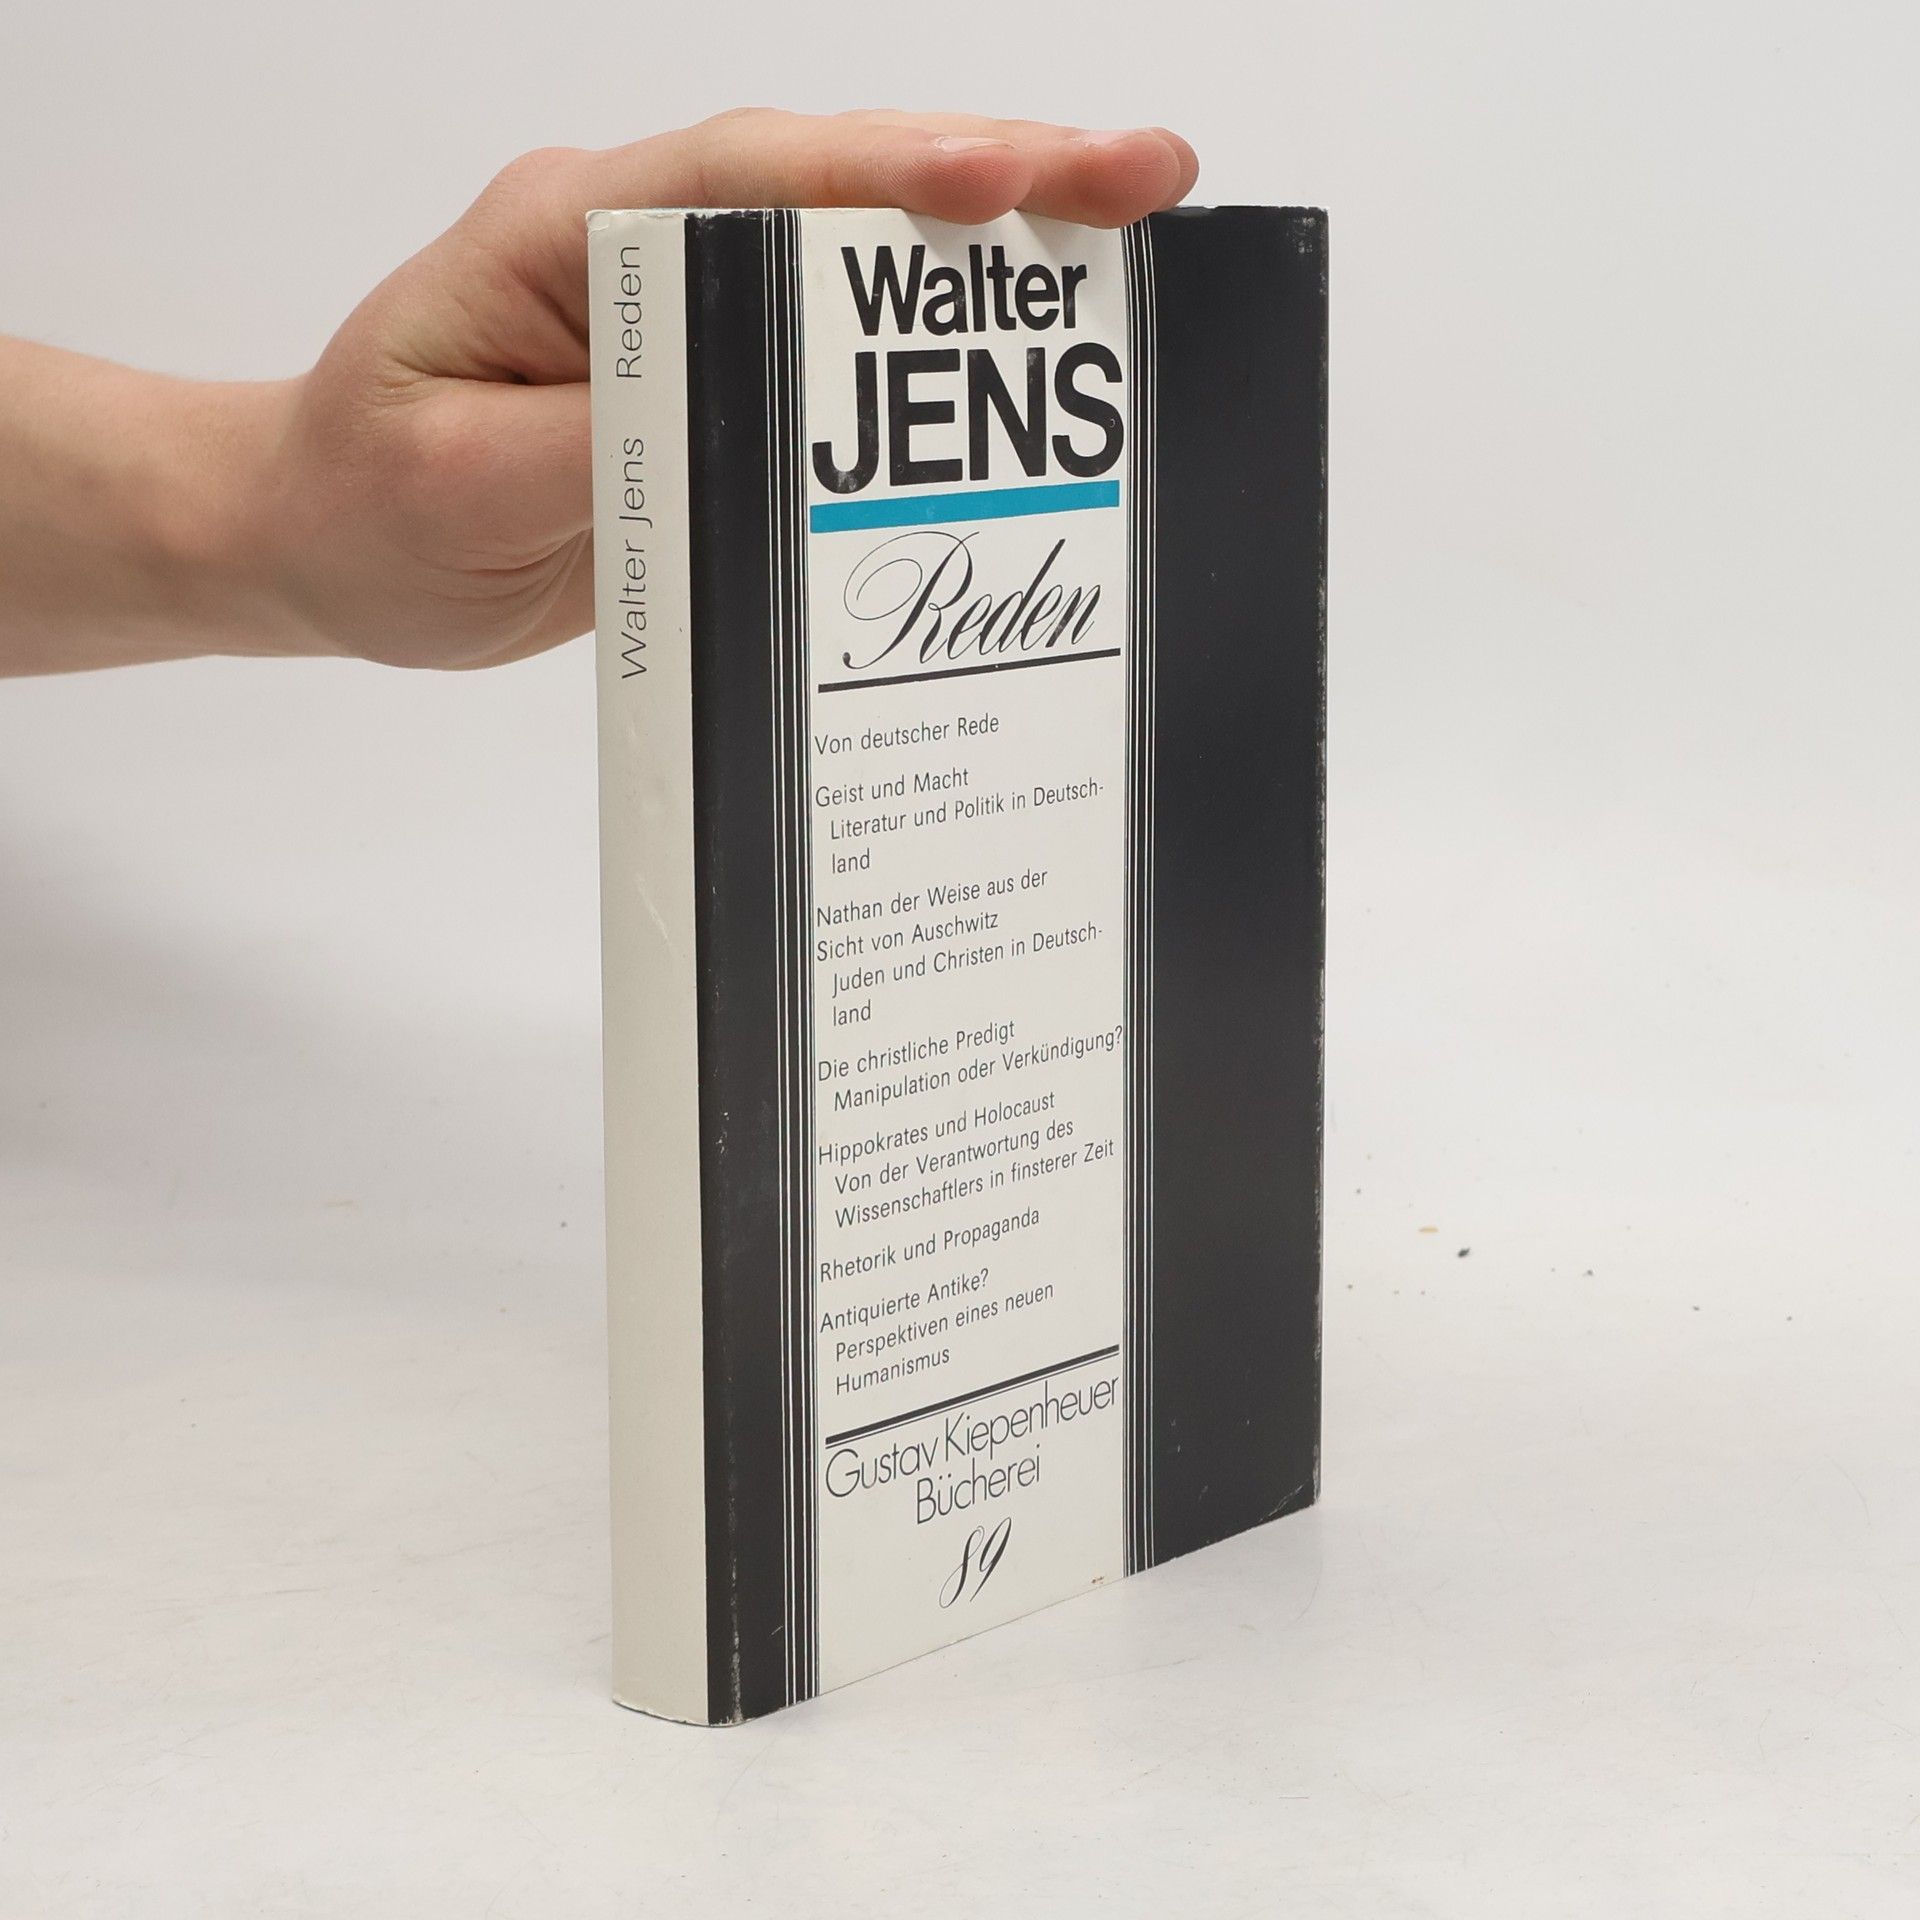 Walter Jens Reden
Walter
JENS
Reden
Von deutscher Rede
Geist und Macht
Literatur und Politik in Deutsch-
land
Nathan der Weise aus der
Sicht von Auschwitz
Juden und Christen in Deutsch-
land
Die christliche Predigt
Manipulation oder Verkündigung?
Hippokrates und Holocaust
Von der Verantwortung des
Wissenschaftlers in finsterer Zeit
Rhetorik und Propaganda
Antiquierte Antike?
Perspektiven eines neuen
Humanismus
Gustav Kiepenheuer
Bücherei
89